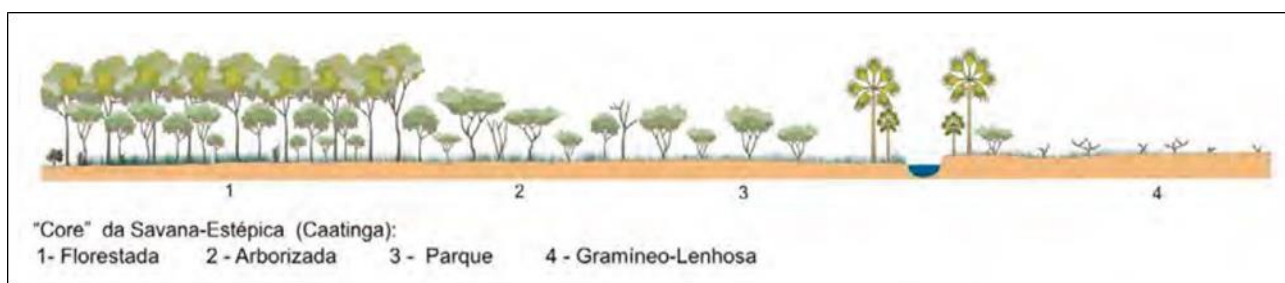 1 2 3 4
"Core" da Savana-Estépica (Caatinga):
1- Florestada 2 - Arborizada 3 - Parque 4 - Gramíneo-Lenhosa